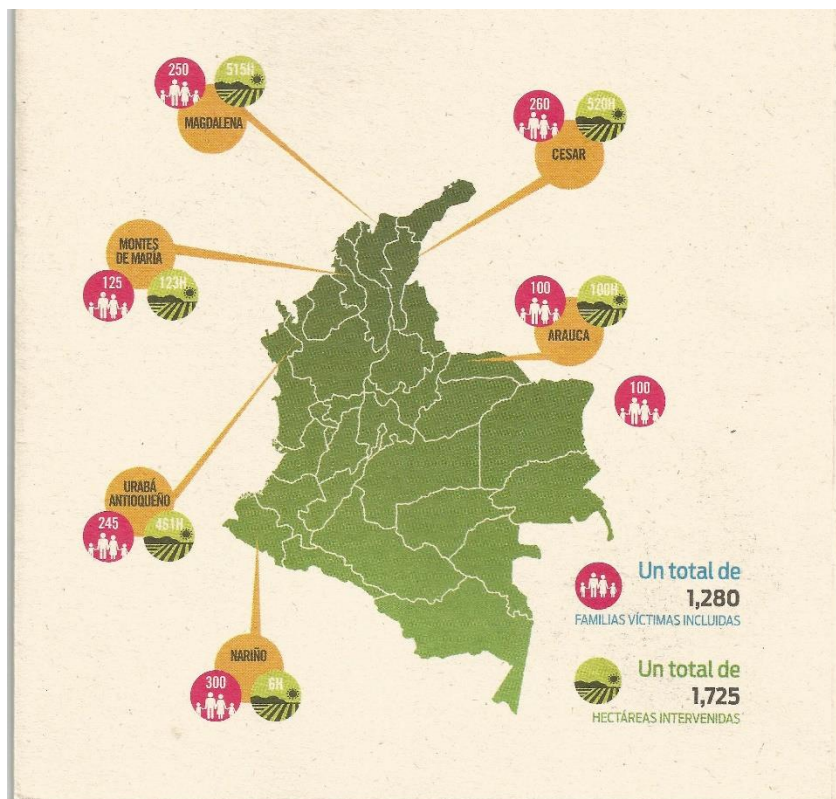 250
515H
MAGDALENA
260
520H
CESAR
MONTES
DE MARÍA
125
123H
100
100H
ARAUCA
100
URABÁ
ANTIOQUEÑO
245
461H
NARIÑO
300
6H
Un total de
1,280
FAMILIAS VÍCTIMAS INCLUIDAS
Un total de
1,725
HECTÁREAS INTERVENIDAS